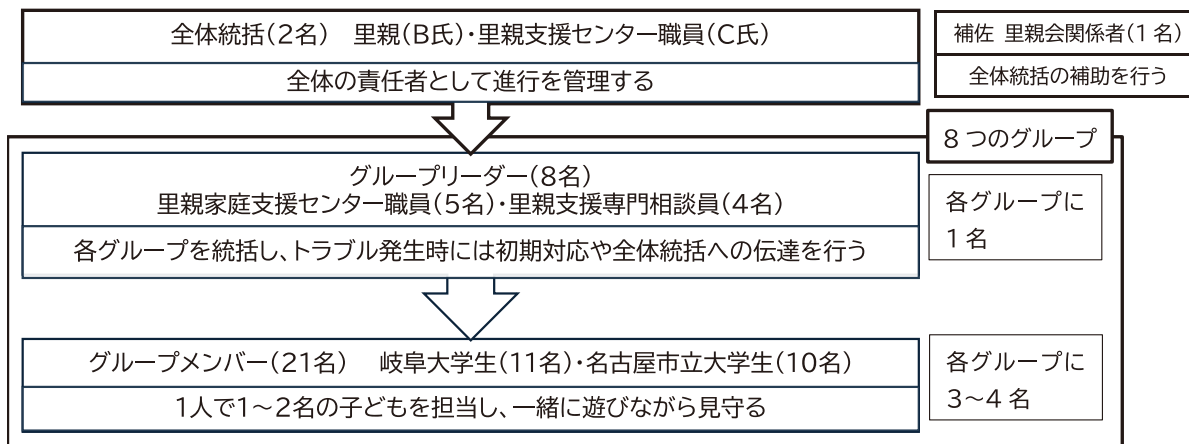 全体統括(2名) 里親(B氏)・里親支援センター職員(C氏)
全体の責任者として進行を管理する
補佐 里親会関係者(1名)
全体統括の補助を行う
8つのグループ
グループリーダー(8名)
里親家庭支援センター職員(5名)・里親支援専門相談員(4名)
各グループを統括し、トラブル発生時には初期対応や全体統括への伝達を行う
各グループに
1名
グループメンバー(21名) 岐阜大学生(11名)・名古屋市立大学生(10名)
1人で1〜2名の子どもを担当し、一緒に遊びながら見守る
各グループに
3〜4名